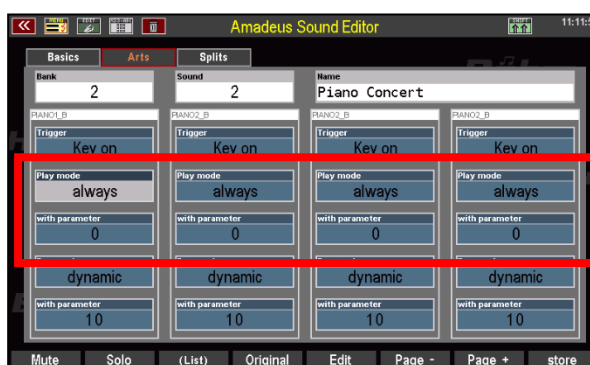 MENU EDIT
Amadeus Sound Editor
11:11:5
Basics Arts Splits
Bank Sound Name
2 2 Piano Concert
PIANO1_B PIANO2_B PIANO2_B PIANO2_B
Trigger Trigger Trigger Trigger
Key on Key on Key on Key on
Play mode Play mode Play mode Play mode
always always always always
with parameter with parameter with parameter with parameter
0 0 0 0
dynamic dynamic dynamic dynamic
with parameter with parameter with parameter with parameter
10 10 10 10
Mute Solo (List) Original Edit Page - Page + store